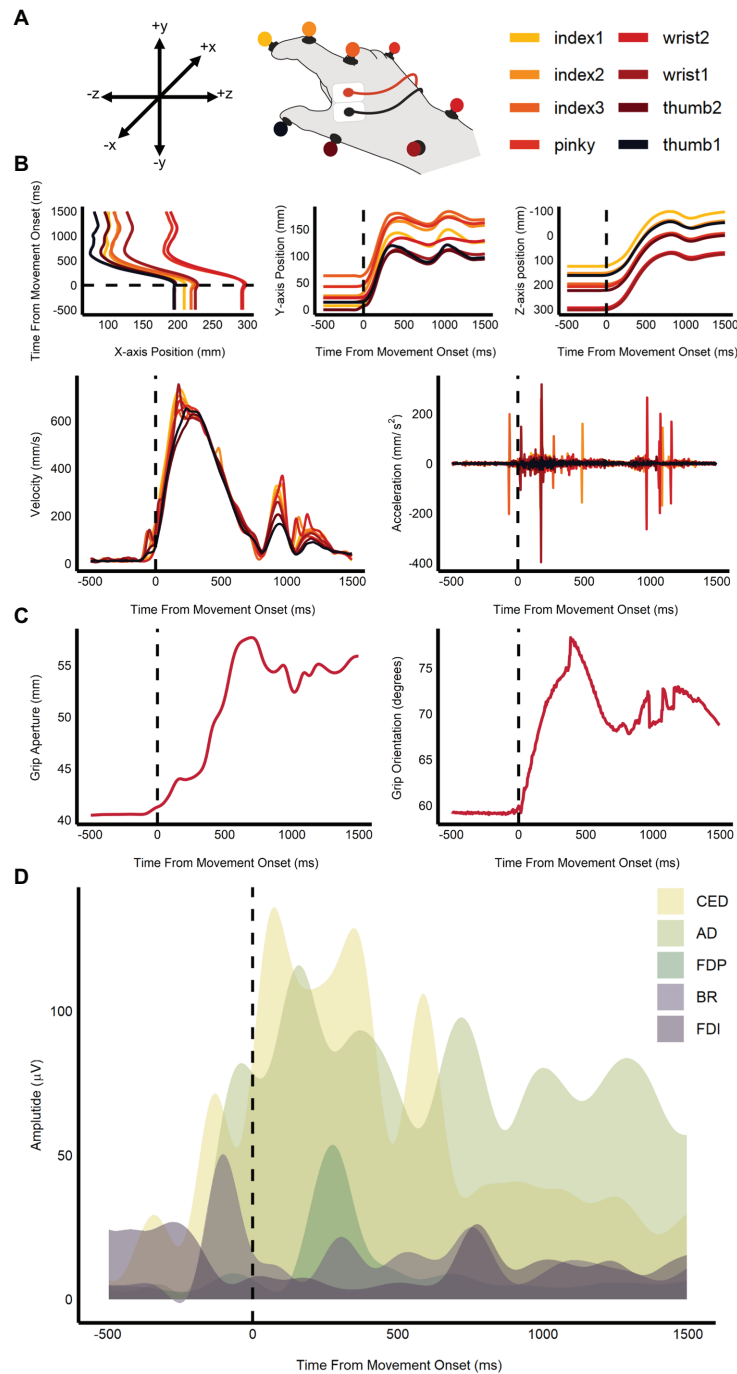 A
+y
+x
-z
+z
-x
-y
index1
index2
index3
pinky
wrist2
wrist1
thumb2
thumb1
B
Time From Movement Onset (ms)
1500
1000
500
0
-500
100
200
300
X-axis Position (mm)
Y-axis Position (mm)
150
100
50
0
-500
0
500
1000
1500
Time From Movement Onset (ms)
Z-axis position (mm)
-100
0
100
200
300
-500
0
500
1000
1500
Time From Movement Onset (ms)
Velocity (mm/s)
600
400
200
0
-500
0
500
1000
1500
Time From Movement Onset (ms)
Acceleration (mm/ s²)
200
0
-200
-400
-500
0
500
1000
1500
Time From Movement Onset (ms)
C
Grip Aperture (mm)
55
50
45
40
-500
0
500
1000
1500
Time From Movement Onset (ms)
Grip Orientation (degrees)
75
70
65
60
-500
0
500
1000
1500
Time From Movement Onset (ms)
D
CED
AD
FDP
BR
FDI
Amplutide (μV)
100
50
0
-500
0
500
1000
1500
Time From Movement Onset (ms)